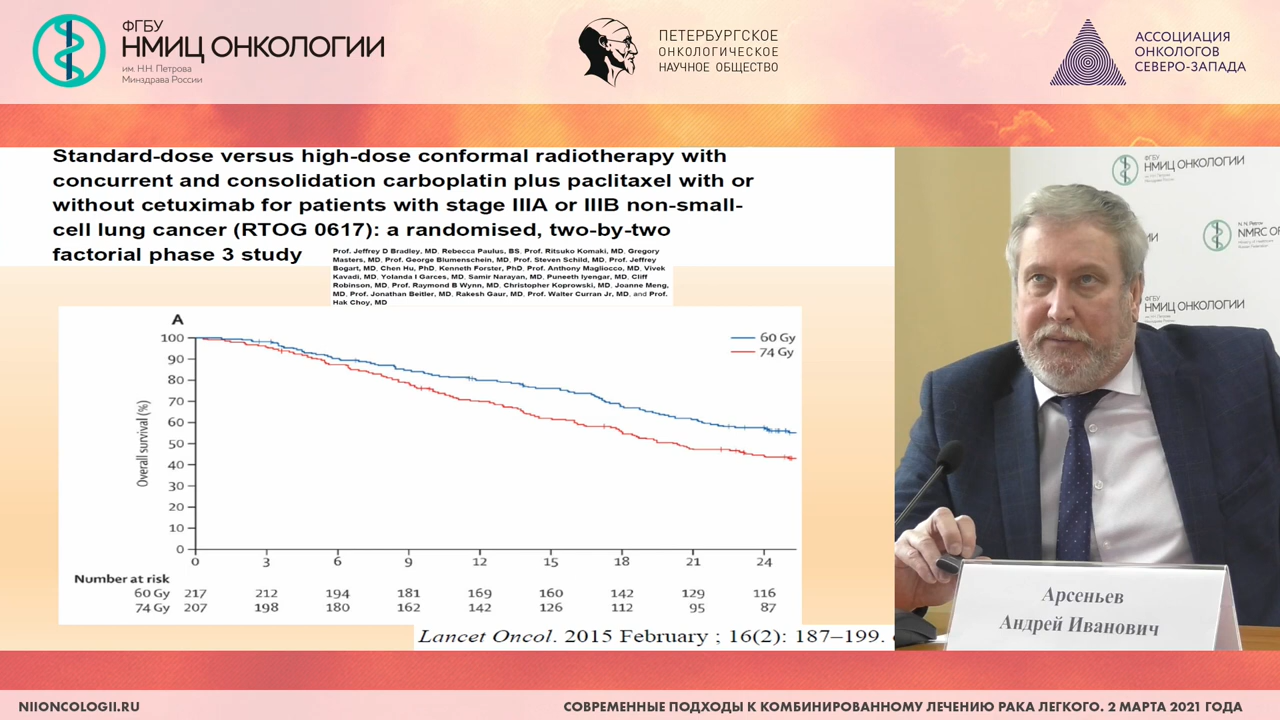 ФГБУ
НМИЦ ОНКОЛОГИИ
им. Н.Н. Петрова
Минздрава России
ПЕТЕРБУРГСКОЕ
ОНКОЛОГИЧЕСКОЕ
НАУЧНОЕ ОБЩЕСТВО
АССОЦИАЦИЯ
ОНКОЛОГОВ
СЕВЕРО-ЗАПАДА
Standard-dose versus high-dose conformal radiotherapy with
concurrent and consolidation carboplatin plus paclitaxel with or
without cetuximab for patients with stage IIIA or IIIB non-small-
cell lung cancer (RTOG 0617): a randomised, two-by-two
factorial phase 3 study
Prof. Jeffrey D Bradley, MD, Rebecca Paulus, BS, Prof. Ritsuko Komaki, MD, Gregory
Masters, MD, Prof. George Blumenschein, MD, Prof. Steven Schild, MD, Prof. Jeffrey
Bogart, MD, Chen Hu, PhD, Kenneth Forster, PhD, Prof. Anthony Magliocco, MD, Vivek
Kavadi, MD, Yolanda I Garces, MD, Samir Narayan, MD, Puneeth Iyengar, MD, Cliff
Robinson, MD, Prof. Raymond B Wynn, MD, Christopher Koprowski, MD, Joanne Meng,
MD, Prof. Jonathan Beitler, MD, Rakesh Gaur, MD, Prof. Walter Curran Jr, MD, and Prof.
Hak Choy, MD
A
60 Gy
74 Gy
Overall survival (%)
100
90
80
70
60
50
40
30
20
10
0
0 3 6 9 12 15 18 21 24
Number at risk
60 Gy 217 212 194 181 169 160 142 129 116
74 Gy 207 198 180 162 142 126 112 95 87
Lancet Oncol. 2015 February ; 16(2): 187–199.
ФГБУ
НМИЦ ОНКОЛОГИИ
NMRC OF
ФГБУ
НМИЦ ОНКОЛОГИИ
Арсеньев
Андрей Иванович
NIIONCOLOGII.RU
СОВРЕМЕННЫЕ ПОДХОДЫ К КОМБИНИРОВАННОМУ ЛЕЧЕНИЮ РАКА ЛЕГКОГО. 2 МАРТА 2021 ГОДА